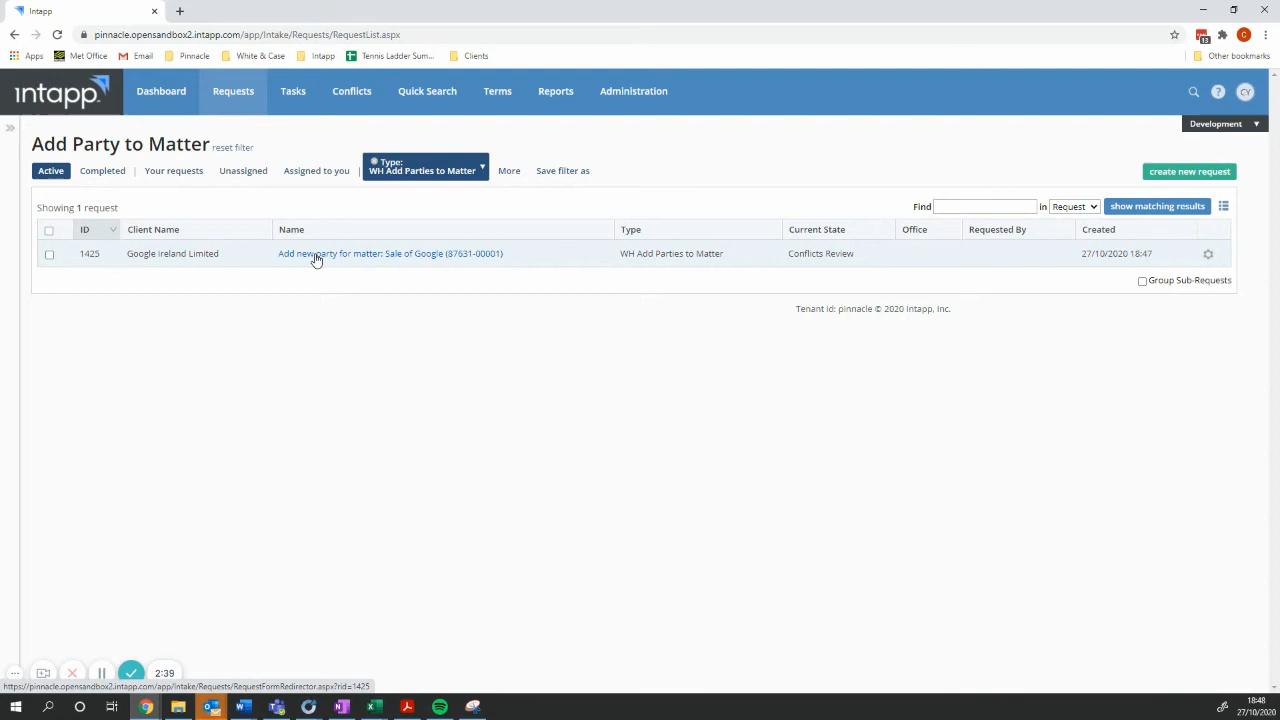 Intapp
pinnacle.opensandbox2.intapp.com/app/Intake/Requests/RequestList.aspx
13
C
Apps
Met Office
Email
Pinnacle
White & Case
Intapp
Tennis Ladder Sum...
Clients
Other bookmarks
intapp
Dashboard
Requests
Tasks
Conflicts
Quick Search
Terms
Reports
Administration
?
CY
Development
Add Party to Matter reset filter
Active
Completed
Your requests
Unassigned
Assigned to you
Type:
WH Add Parties to Matter
More
Save filter as
create new request
Showing 1 request
Find
in
Request
show matching results
ID
Client Name
Name
Type
Current State
Office
Requested By
Created
1425
Google Ireland Limited
Add new party for matter: Sale of Google (87631-00001)
WH Add Parties to Matter
Conflicts Review
27/10/2020 18:47
Group Sub-Requests
Tenant Id: pinnacle © 2020 Intapp, Inc.
2:39
https://pinnacle.opensandbox2.intapp.com/app/Intake/Requests/RequestFormRedirector.aspx?rid=1425
18:48
27/10/2020